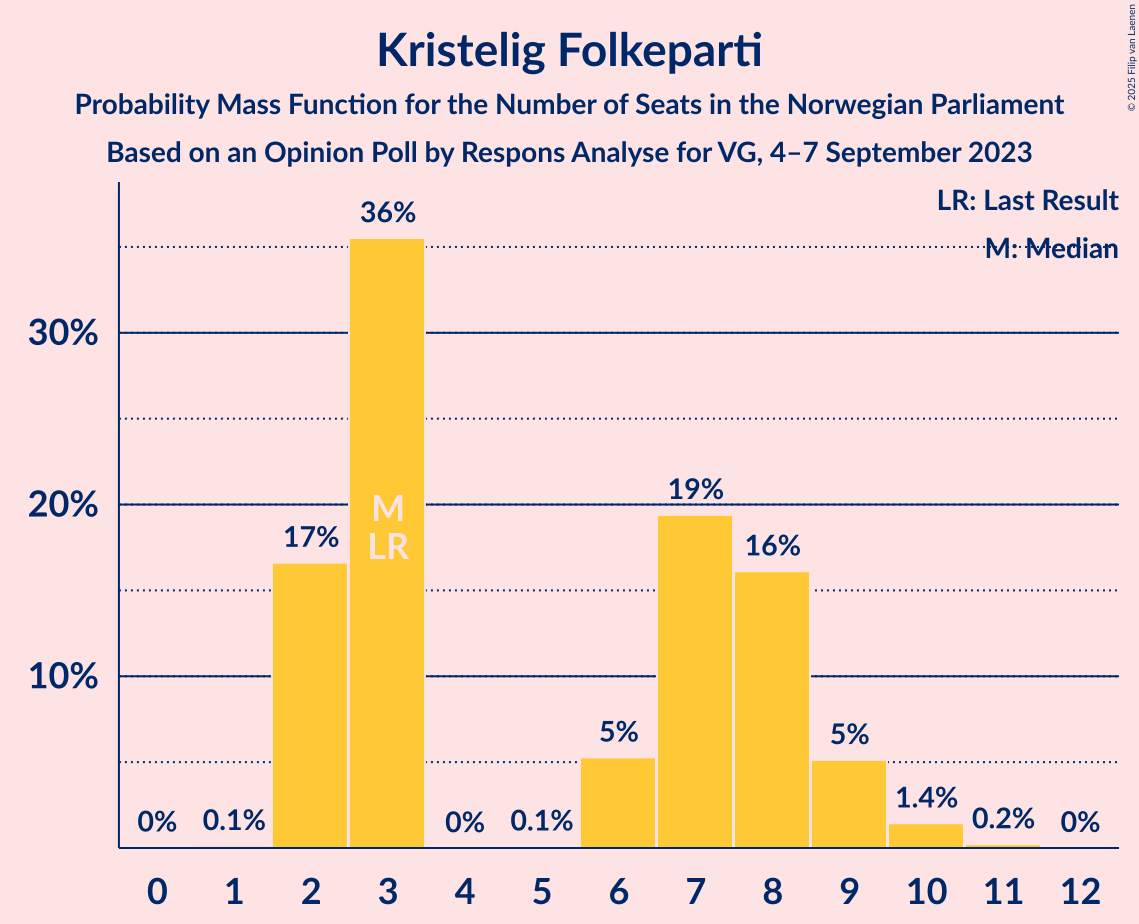 Kristelig Folkeparti
Probability Mass Function for the Number of Seats in the Norwegian Parliament
Based on an Opinion Poll by Respons Analyse for VG, 4–7 September 2023
© 2025 Filip van Laenen
LR: Last Result
M: Median
36%
30%
20%
10%
M
LR
17%
19%
16%
5%
5%
0%
0.1%
0%
0.1%
1.4%
0.2%
0%
0 1 2 3 4 5 6 7 8 9 10 11 12